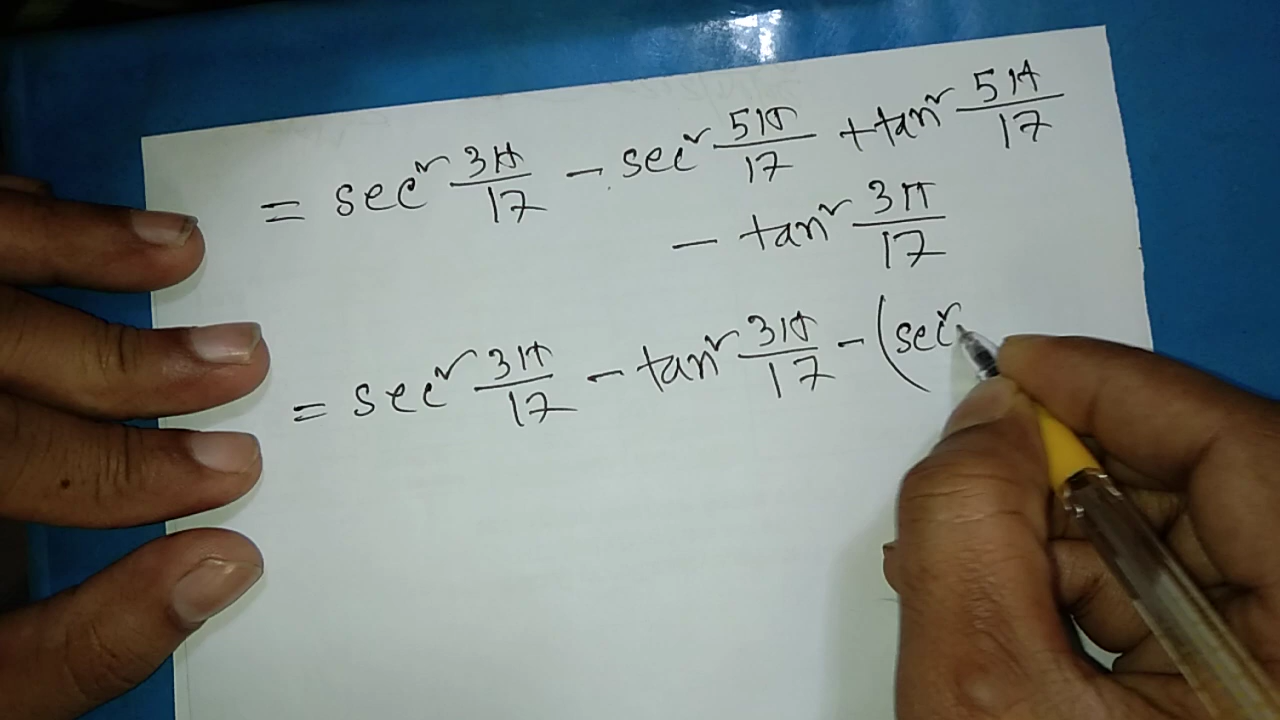 = sec² 3π/17 - sec² 5π/17 + tan² 5π/17
- tan² 3π/17
= sec² 3π/17 - tan² 3π/17 - (sec²